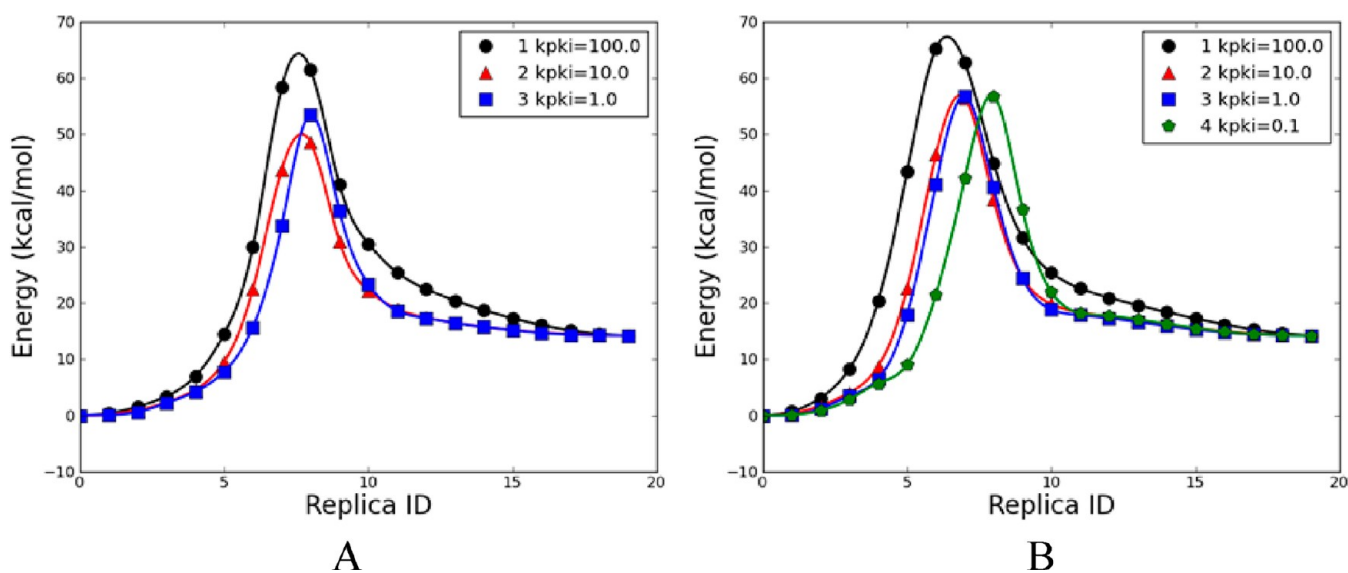 70
60
50
40
30
20
10
0
−10
Energy (kcal/mol)
1 kpki=100.0
2 kpki=10.0
3 kpki=1.0
0 5 10 15 20
Replica ID
A
70
60
50
40
30
20
10
0
−10
Energy (kcal/mol)
1 kpki=100.0
2 kpki=10.0
3 kpki=1.0
4 kpki=0.1
0 5 10 15 20
Replica ID
B